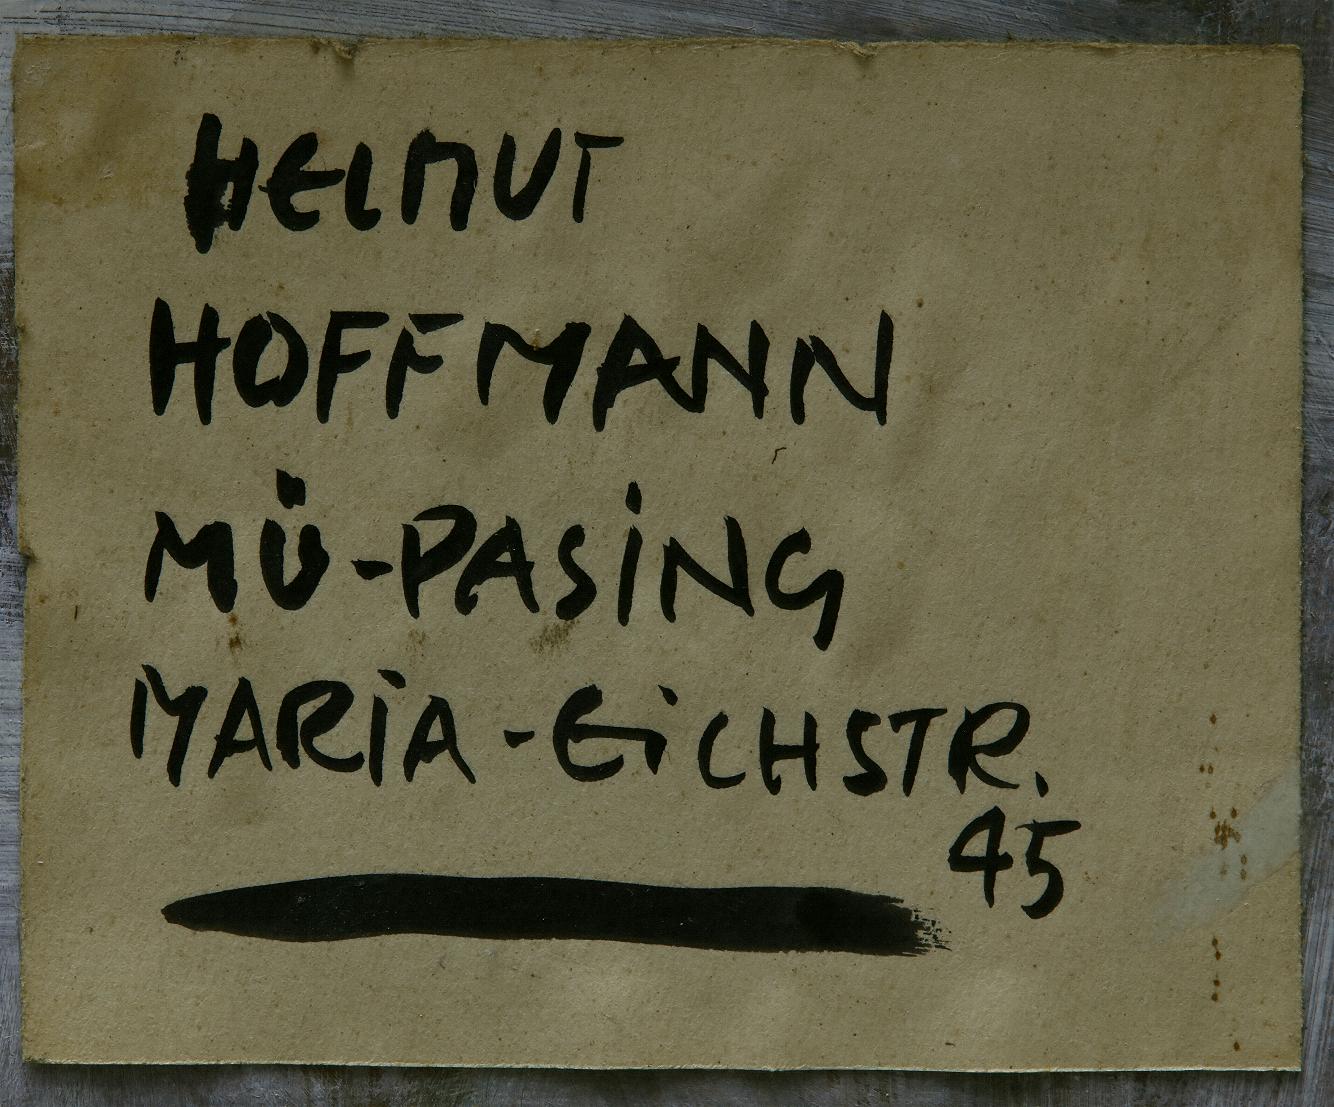 HELMUT
HOFFMANN
MÜ-PASING
MARIA-EICHSTR.
45